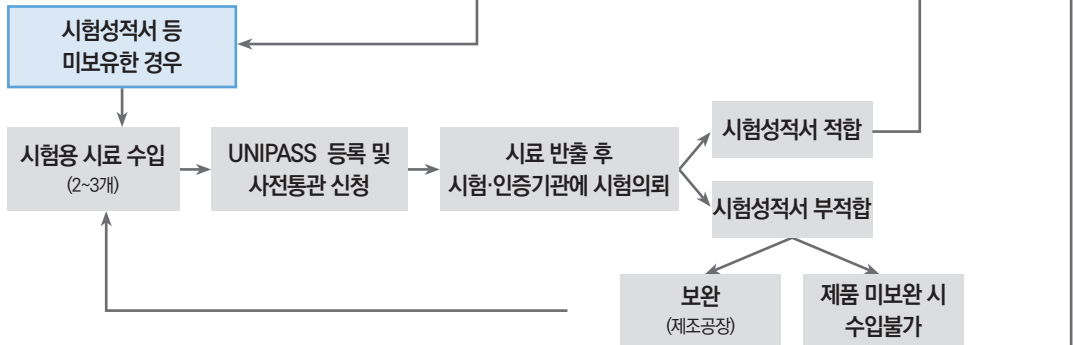 시험성적서 등
미보유한 경우
시험용 시료 수입
(2~3개)
UNIPASS 등록 및
사전통관 신청
시료 반출 후
시험·인증기관에 시험의뢰
시험성적서 적합
시험성적서 부적합
보완
(제조공장)
제품 미보완 시
수입불가